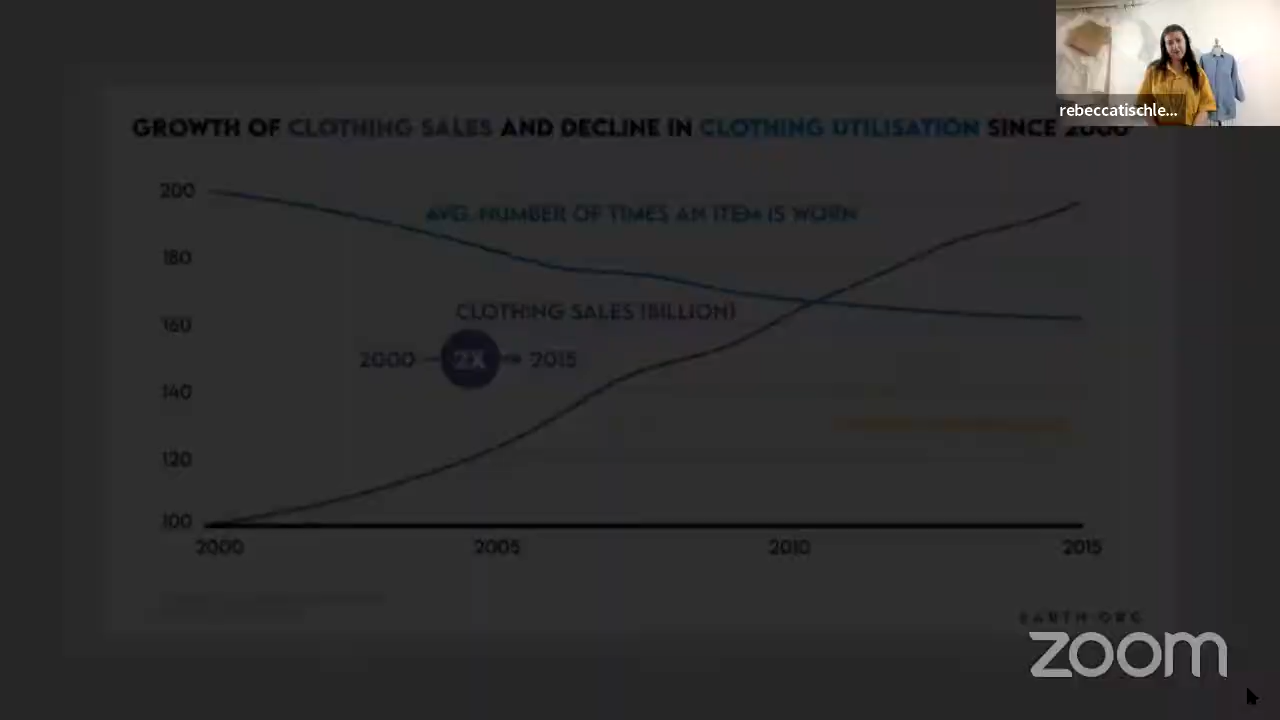 rebeccatischle...
GROWTH OF CLOTHING SALES AND DECLINE IN CLOTHING UTILISATION SINCE 2000
200
AVG. NUMBER OF TIMES AN ITEM IS WORN
180
CLOTHING SALES (BILLION)
160
2000 2X 2015
140
120
100
2000 2005 2010 2015
EARTH.ORG
zoom